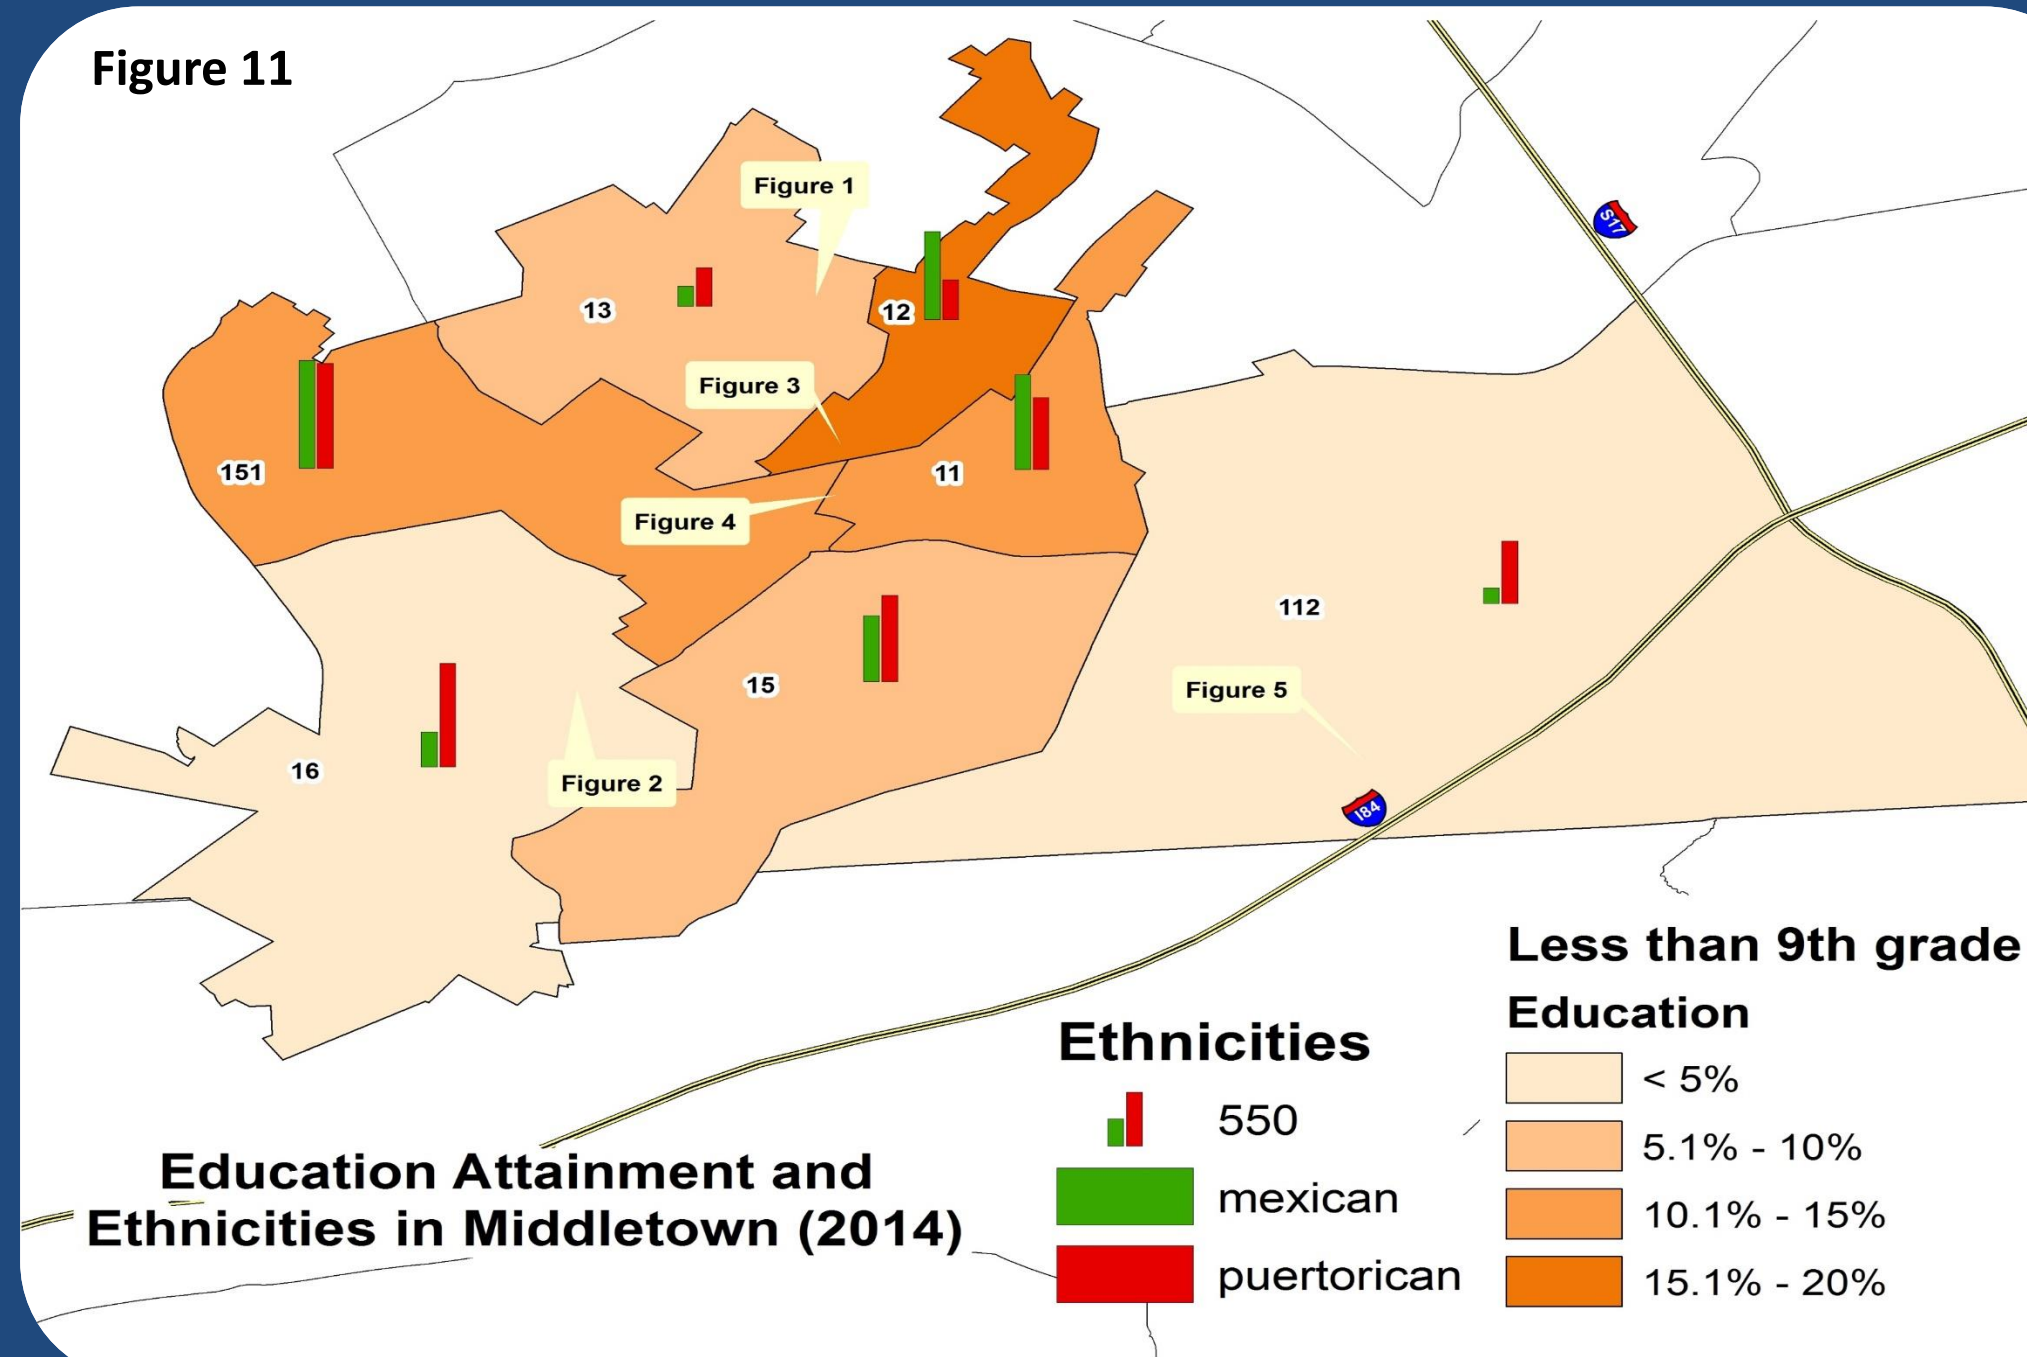 Figure 11
Figure 1
S17
13
12
Figure 3
151
11
Figure 4
112
15
Figure 5
16
Figure 2
I84
Less than 9th grade
Education
< 5%
5.1% - 10%
10.1% - 15%
15.1% - 20%
Ethnicities
550
mexican
puertorican
Education Attainment and
Ethnicities in Middletown (2014)